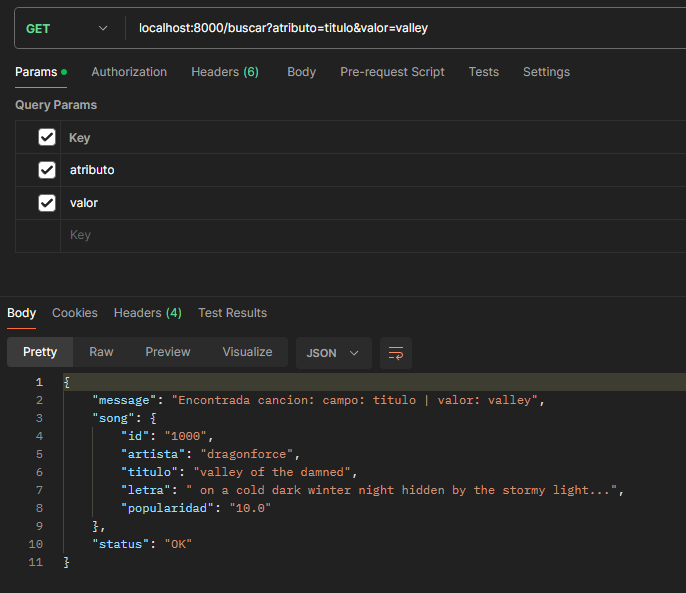 GET localhost:8000/buscar?atributo=titulo&valor=valley
Params Authorization Headers (6) Body Pre-request Script Tests Settings
Query Params
Key
atributo
valor
Key
Body Cookies Headers (4) Test Results
Pretty Raw Preview Visualize JSON
1 {
2 "message": "Encontrada cancion: campo: titulo | valor: valley",
3 "song": {
4 "id": "1000",
5 "artista": "dragonforce",
6 "titulo": "valley of the damned",
7 "letra": " on a cold dark winter night hidden by the stormy light...",
8 "popularidad": "10.0"
9 },
10 "status": "OK"
11 }